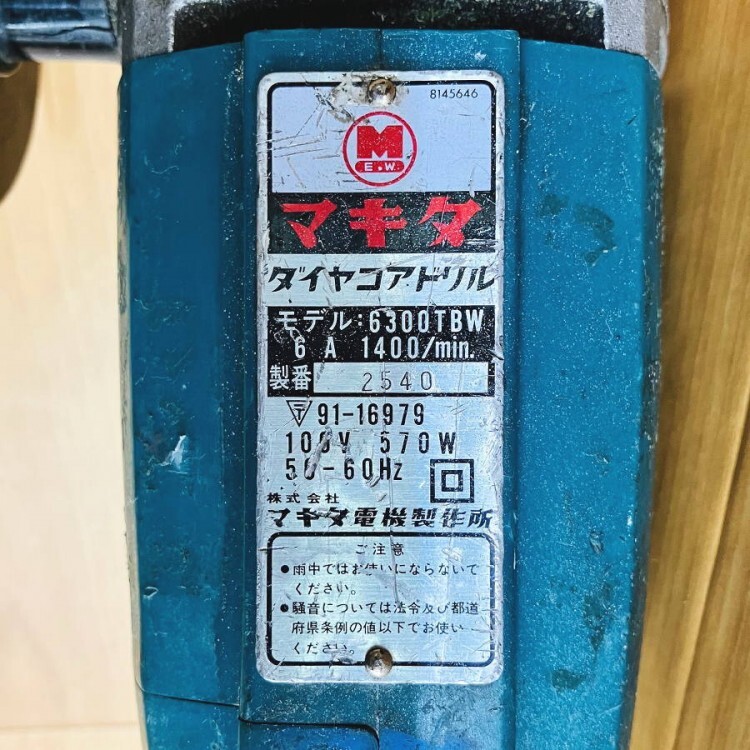 8145646
M
E.W.
マキタ
ダイヤコアドリル
モデル:6300TBW
6 A 1400/min.
製番 2540
〒 91-16979
100V 570W
50-60Hz
株式会社
マキタ電機製作所
ご注意
●雨中ではお使いにならないで
ください。
●騒音については法令及び都道
府県条例の値以下でお使い
ください。